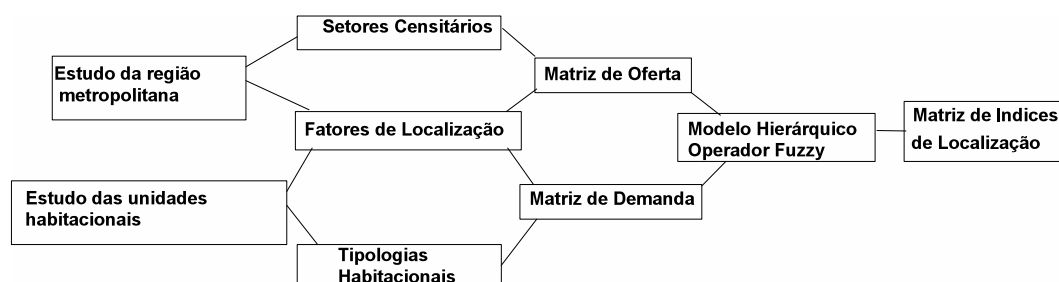 Setores Censitários
Estudo da região
metropolitana
Matriz de Oferta
Fatores de Localização
Modelo Hierárquico
Operador Fuzzy
Matriz de Indices
de Localização
Estudo das unidades
habitacionais
Matriz de Demanda
Tipologias
Habitacionais